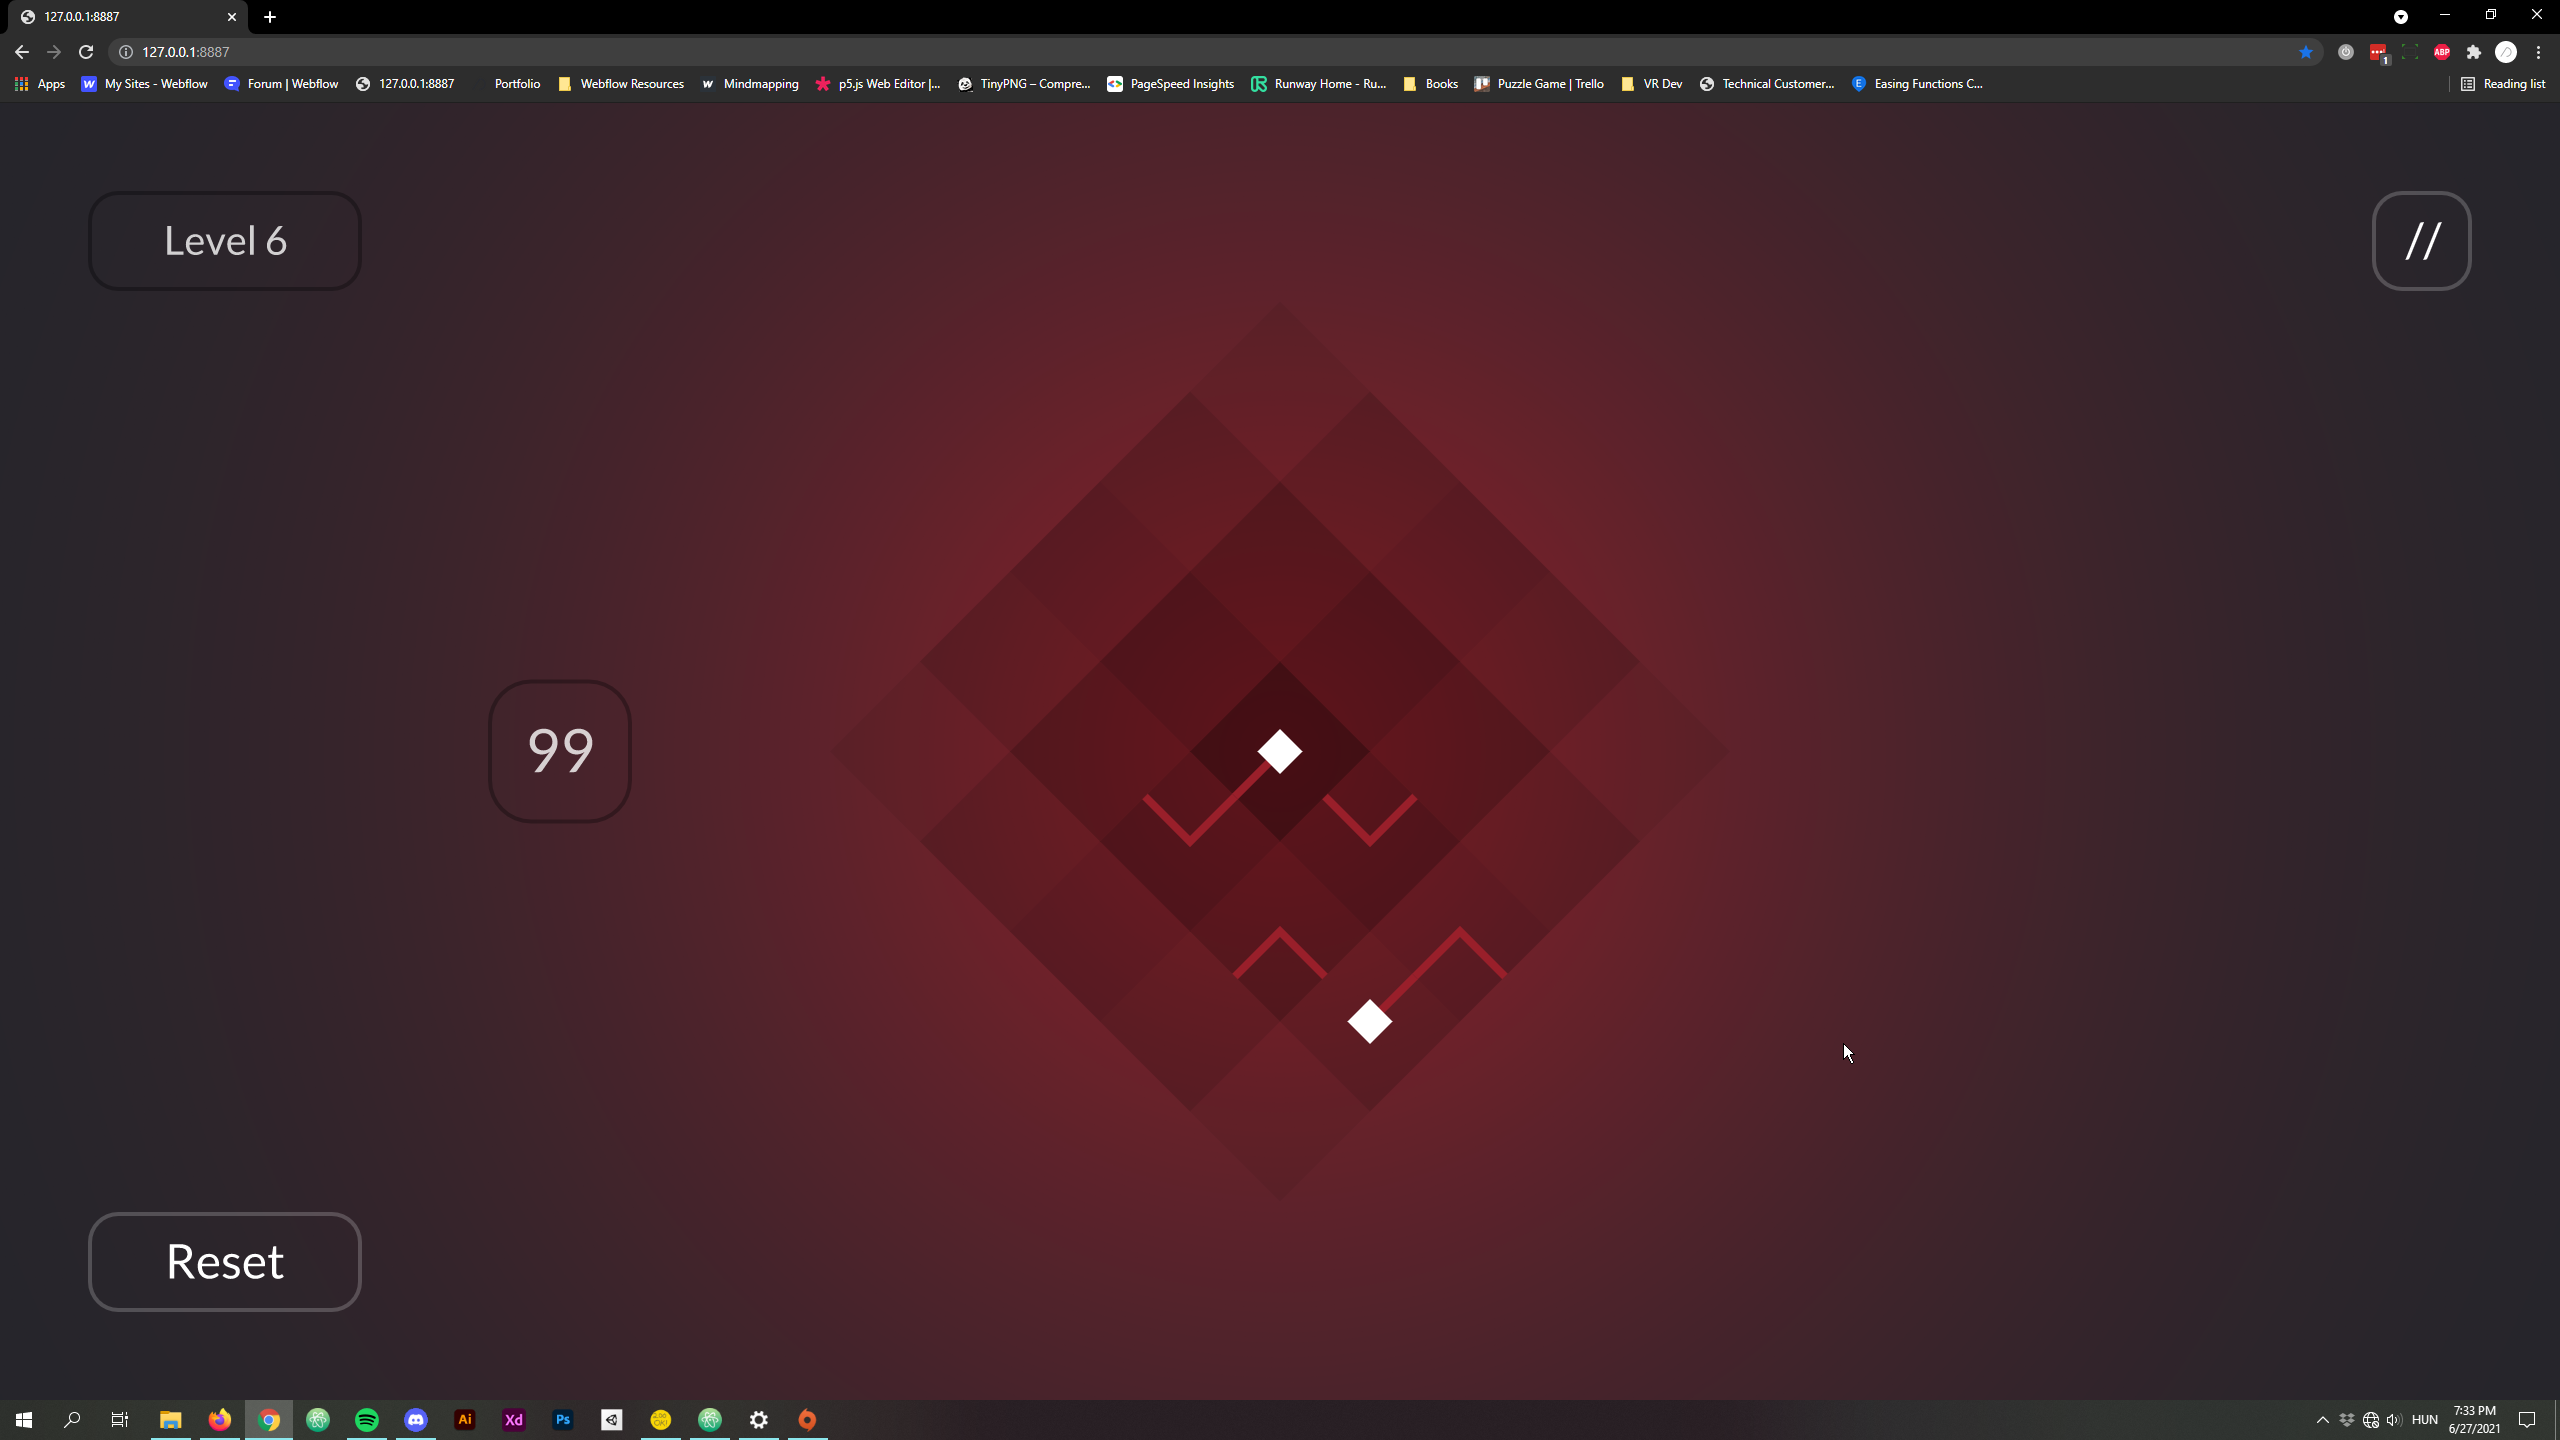 127.0.0.1:8887
127.0.0.1:8887
Apps My Sites - Webflow Forum | Webflow 127.0.0.1:8887 Portfolio Webflow Resources Mindmapping p5.js Web Editor |... TinyPNG – Compre... PageSpeed Insights Runway Home - Ru... Books Puzzle Game | Trello VR Dev Technical Customer... Easing Functions C... Reading list
Level 6
//
99
Reset
HUN
7:33 PM
6/27/2021